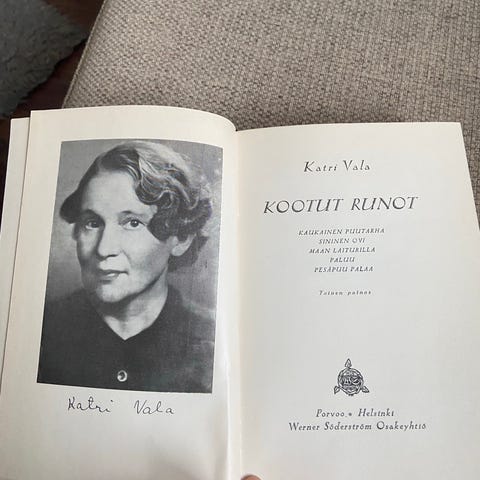 Katri Vala
Katri Vala
KOOTUT RUNOT
KAUKAINEN PUUTARHA
SININEN OVI
MAAN LAITURILLA
PALUU
PESÄPUU PALAA
Toinen painos
Porvoo * Helsinki
Werner Söderström Osakeyhtiö